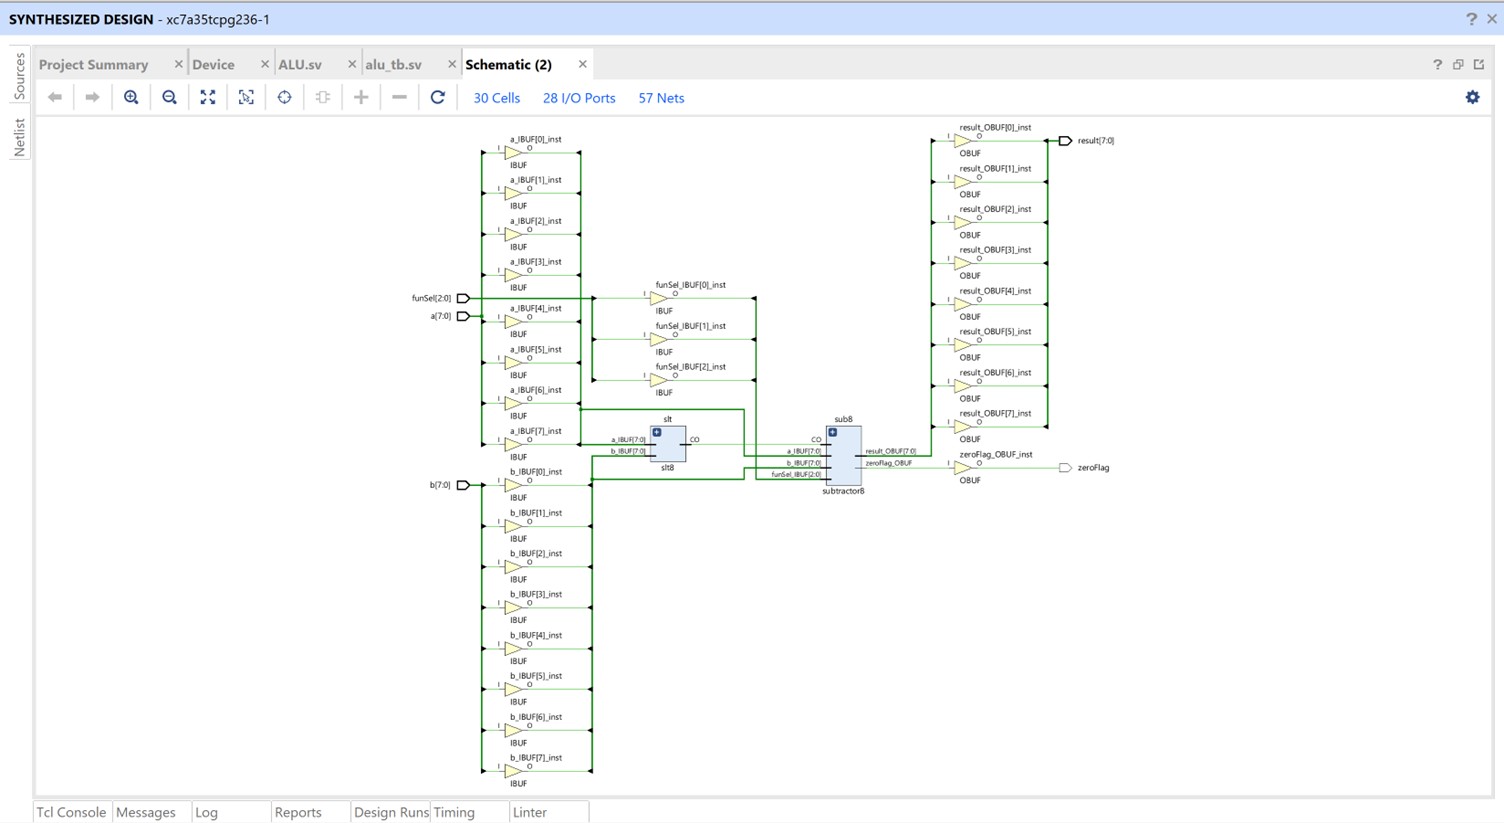 SYNTHESIZED DESIGN - xc7a35tcpg236-1
? ×
Sources
Netlist
Project Summary ×
Device ×
ALU.sv ×
alu_tb.sv ×
Schematic (2) ×
?
30 Cells
28 I/O Ports
57 Nets
a_IBUF[0]_inst
I O
IBUF
a_IBUF[1]_inst
I O
IBUF
a_IBUF[2]_inst
I O
IBUF
a_IBUF[3]_inst
I O
IBUF
funSel[2:0]
a[7:0]
a_IBUF[4]_inst
I O
IBUF
a_IBUF[5]_inst
I O
IBUF
a_IBUF[6]_inst
I O
IBUF
a_IBUF[7]_inst
I O
IBUF
b[7:0]
b_IBUF[0]_inst
I O
IBUF
b_IBUF[1]_inst
I O
IBUF
b_IBUF[2]_inst
I O
IBUF
b_IBUF[3]_inst
I O
IBUF
b_IBUF[4]_inst
I O
IBUF
b_IBUF[5]_inst
I O
IBUF
b_IBUF[6]_inst
I O
IBUF
b_IBUF[7]_inst
I O
IBUF
funSel_IBUF[0]_inst
I O
IBUF
funSel_IBUF[1]_inst
I O
IBUF
funSel_IBUF[2]_inst
I O
IBUF
slt
a_IBUF[7:0]
b_IBUF[7:0]
CO
slt8
sub8
CO
a_IBUF[7:0]
b_IBUF[7:0]
funSel_IBUF[2:0]
result_OBUF[7:0]
zeroFlag_OBUF
subtractor8
result_OBUF[0]_inst
I O
OBUF
result[7:0]
result_OBUF[1]_inst
I O
OBUF
result_OBUF[2]_inst
I O
OBUF
result_OBUF[3]_inst
I O
OBUF
result_OBUF[4]_inst
I O
OBUF
result_OBUF[5]_inst
I O
OBUF
result_OBUF[6]_inst
I O
OBUF
result_OBUF[7]_inst
I O
OBUF
zeroFlag_OBUF_inst
I O
OBUF
zeroFlag
Tcl Console
Messages
Log
Reports
Design Runs
Timing
Linter